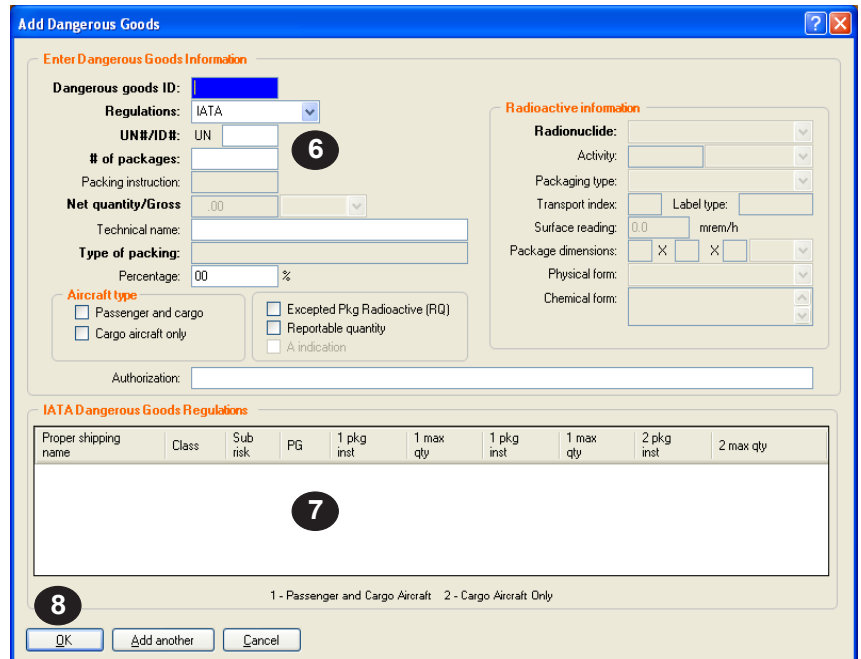 Add Dangerous Goods
Enter Dangerous Goods Information
Dangerous goods ID:
Regulations: IATA
UN#/ID#: UN
6
# of packages:
Packing instruction:
Net quantity/Gross .00
Technical name:
Type of packing:
Percentage: 00 %
Aircraft type
Passenger and cargo
Cargo aircraft only
Excepted Pkg Radioactive (RQ)
Reportable quantity
A indication
Radioactive information
Radionuclide:
Activity:
Packaging type:
Transport index: Label type:
Surface reading: 0.0 mrem/h
Package dimensions: X X
Physical form:
Chemical form:
Authorization:
IATA Dangerous Goods Regulations
Proper shipping name Class Sub risk PG 1 pkg inst 1 max qty 1 pkg inst 1 max qty 2 pkg inst 2 max qty
7
1 - Passenger and Cargo Aircraft 2 - Cargo Aircraft Only
8
OK Add another Cancel